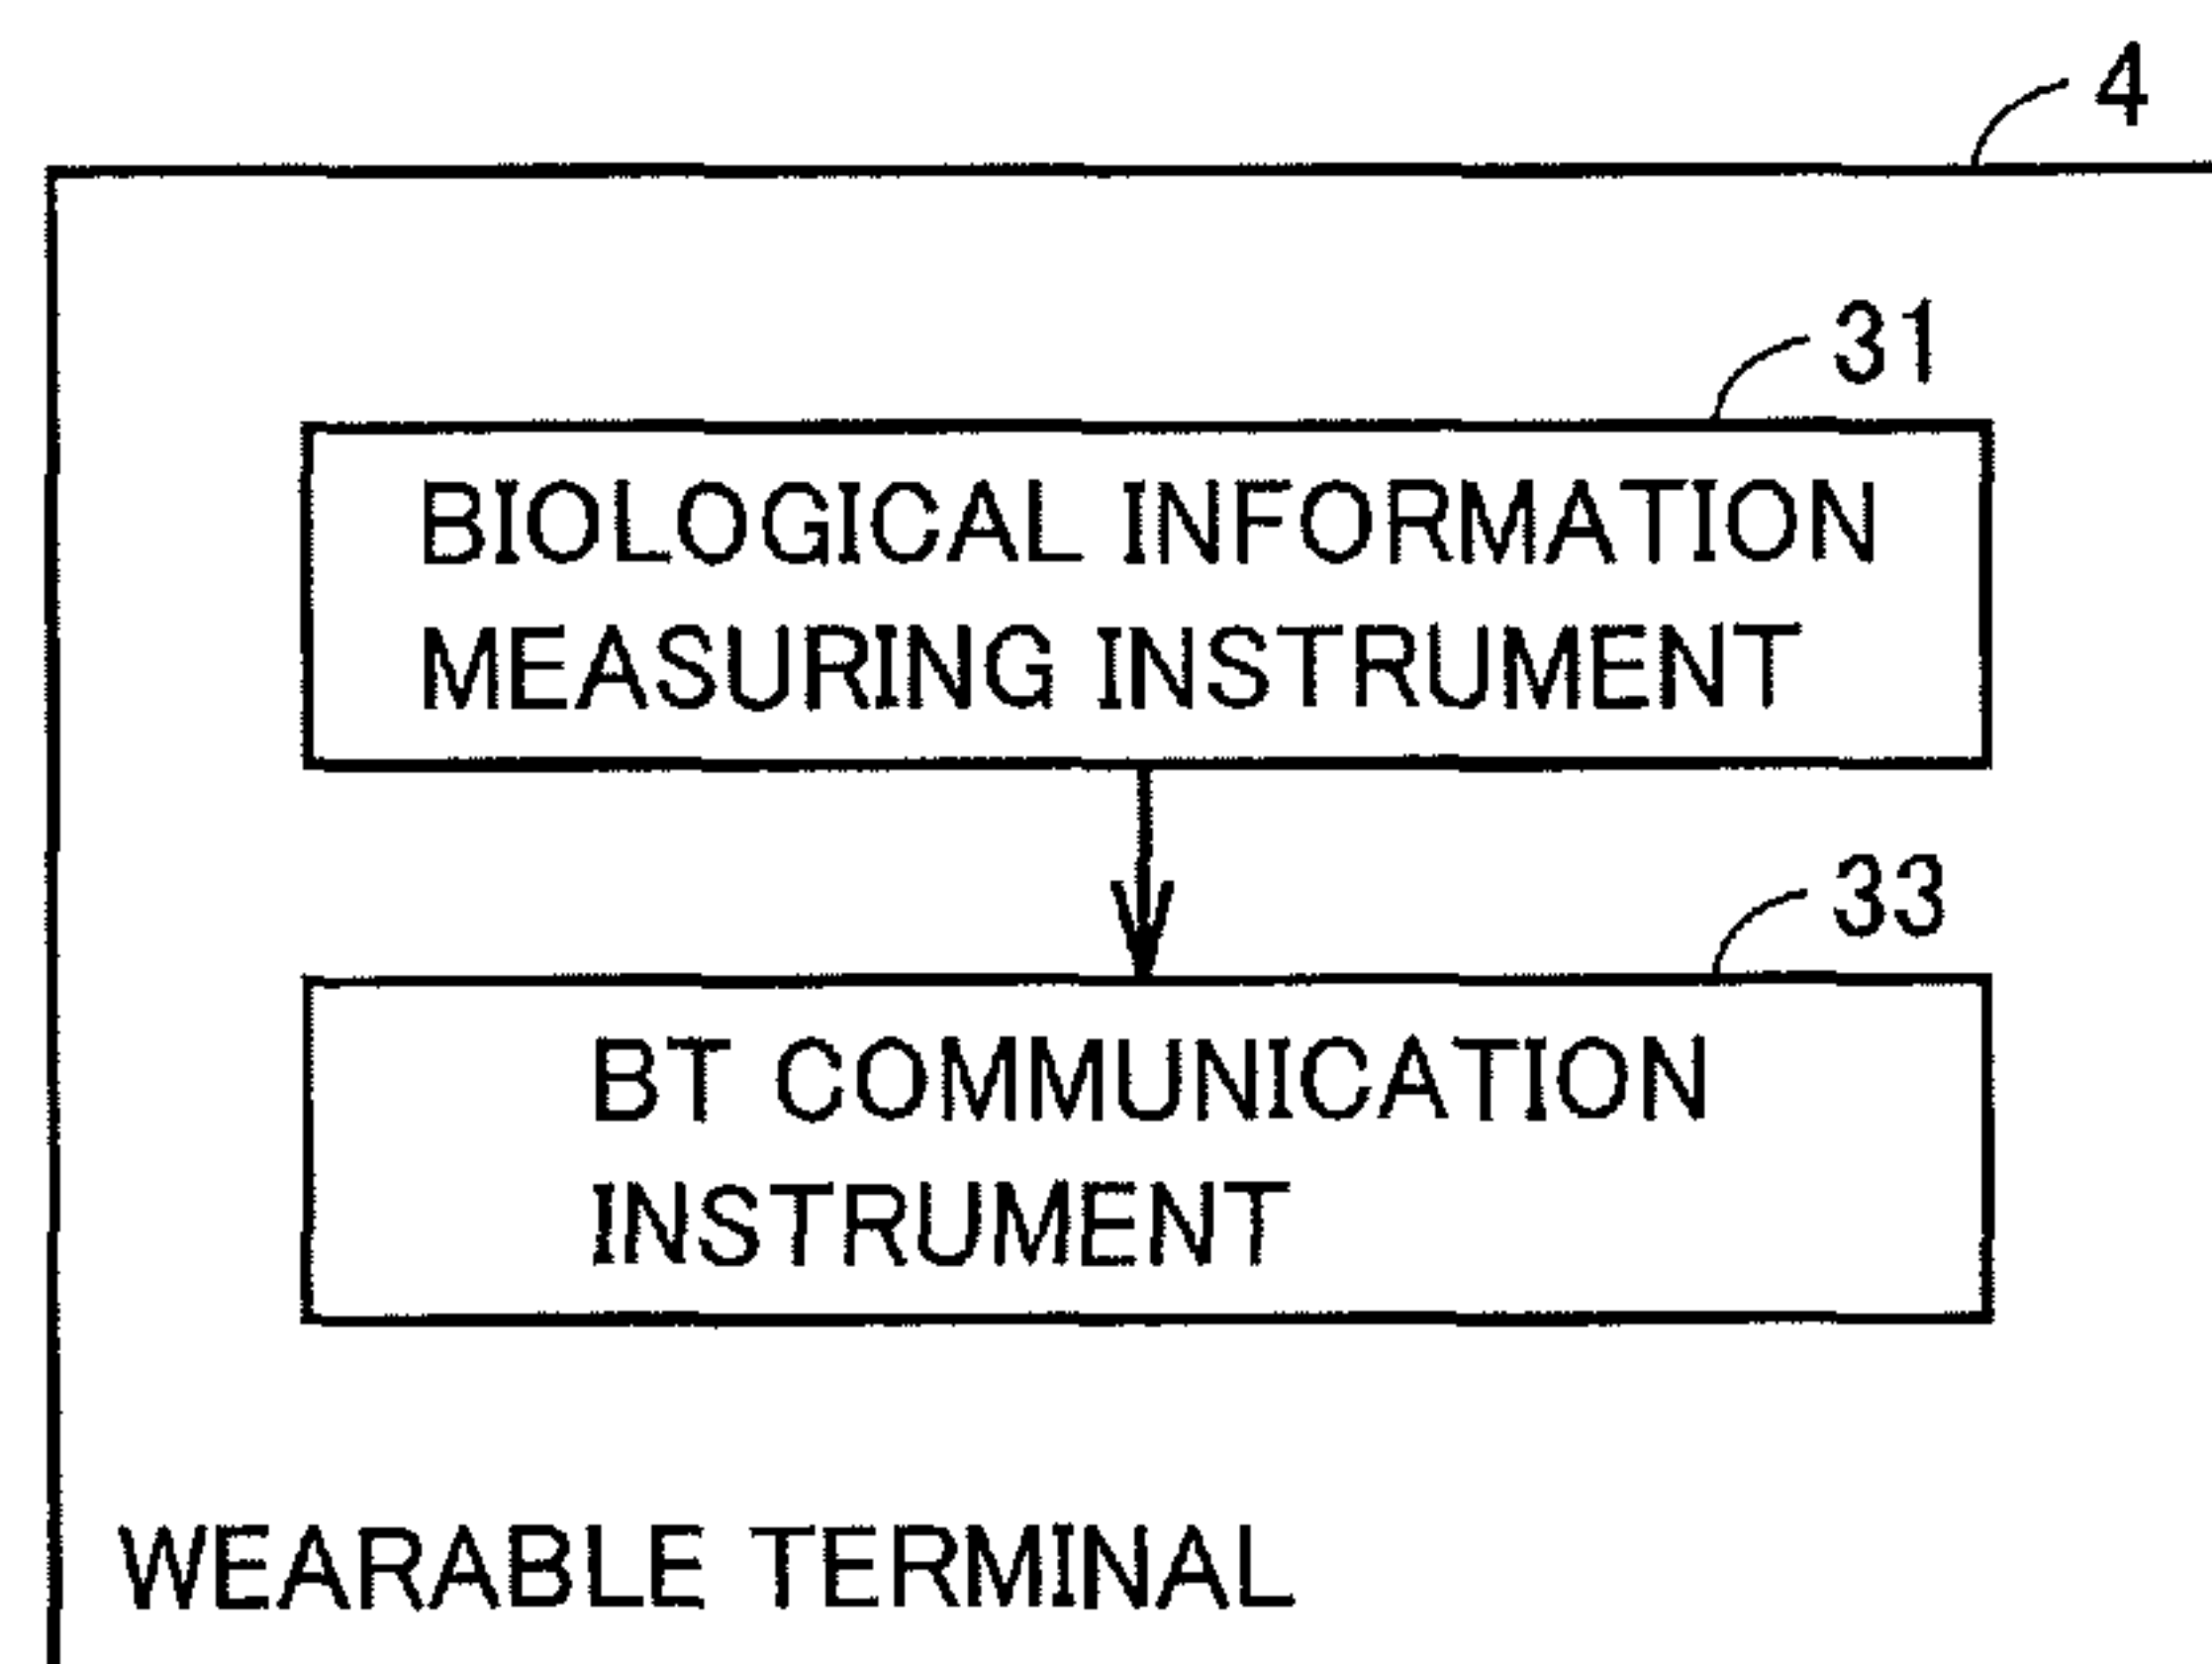 4
31
BIOLOGICAL INFORMATION
MEASURING INSTRUMENT
33
BT COMMUNICATION
INSTRUMENT
WEARABLE TERMINAL